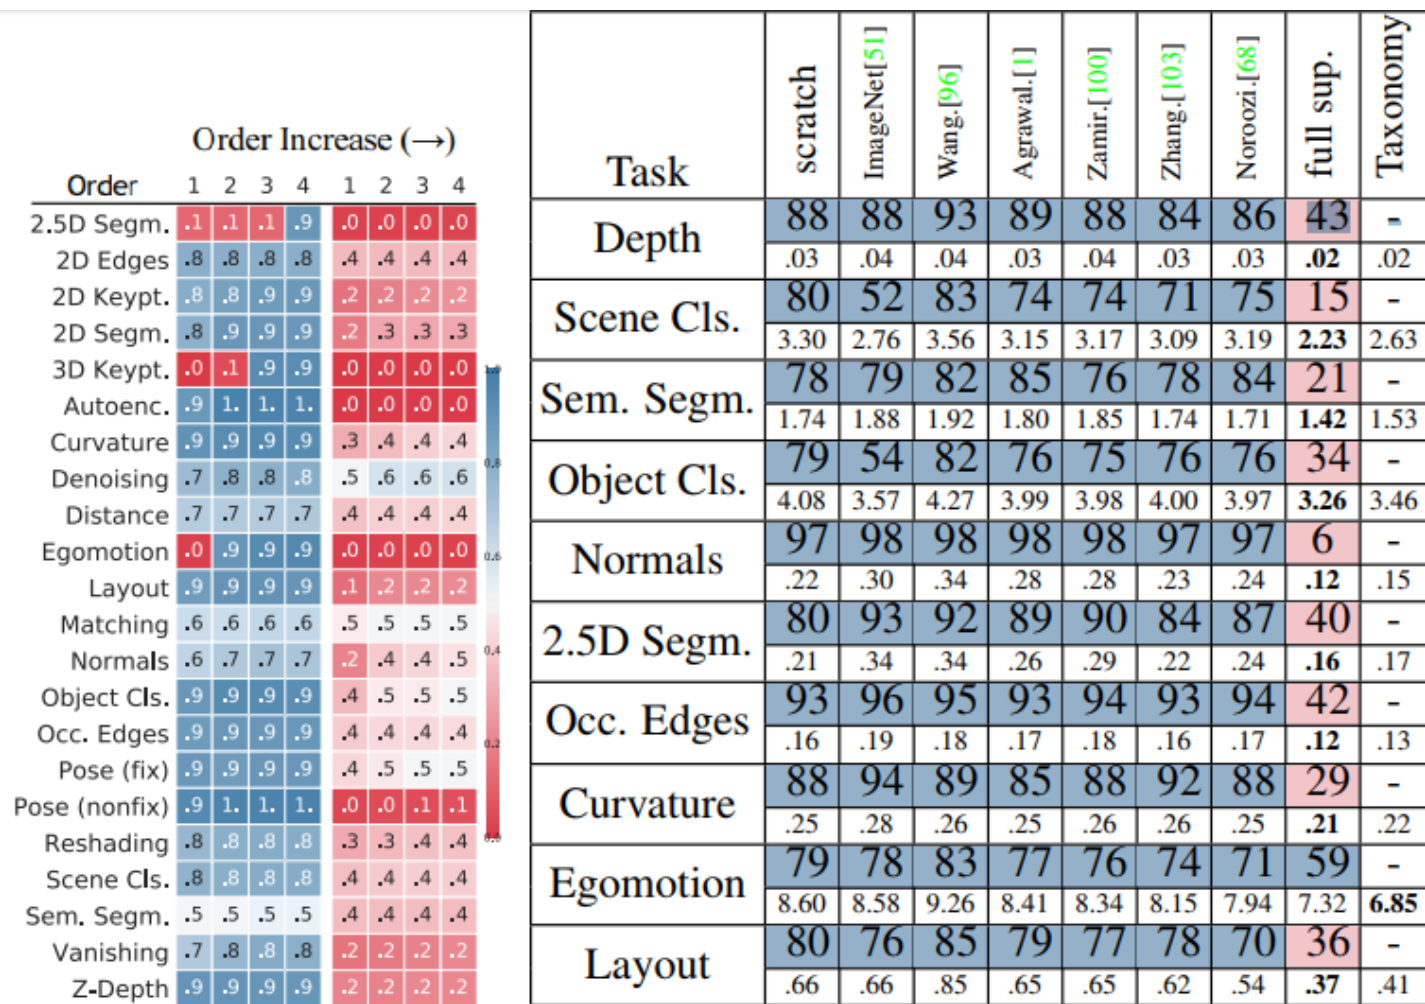 Order Increase (→)
Order 1 2 3 4 1 2 3 4
2.5D Segm. .1 .1 .1 .9 .0 .0 .0 .0
2D Edges .8 .8 .8 .8 .4 .4 .4 .4
2D Keypt. .8 .8 .9 .9 .2 .2 .2 .2
2D Segm. .8 .9 .9 .9 .2 .3 .3 .3
3D Keypt. .0 .1 .9 .9 .0 .0 .0 .0
Autoenc. .9 1. 1. 1. .0 .0 .0 .0
Curvature .9 .9 .9 .9 .3 .4 .4 .4
Denoising .7 .8 .8 .8 .5 .6 .6 .6
Distance .7 .7 .7 .7 .4 .4 .4 .4
Egomotion .0 .9 .9 .9 .0 .0 .0 .0
Layout .9 .9 .9 .9 .1 .2 .2 .2
Matching .6 .6 .6 .6 .5 .5 .5 .5
Normals .6 .7 .7 .7 .2 .4 .4 .5
Object Cls. .9 .9 .9 .9 .4 .5 .5 .5
Occ. Edges .9 .9 .9 .9 .4 .4 .4 .4
Pose (fix) .9 .9 .9 .9 .4 .5 .5 .5
Pose (nonfix) .9 1. 1. 1. .0 .0 .1 .1
Reshading .8 .8 .8 .8 .3 .3 .4 .4
Scene Cls. .8 .8 .8 .8 .4 .4 .4 .4
Sem. Segm. .5 .5 .5 .5 .4 .4 .4 .4
Vanishing .7 .8 .8 .8 .2 .2 .2 .2
Z-Depth .9 .9 .9 .9 .2 .2 .2 .2
1.0
0.8
0.6
0.4
0.2
0.0
Task scratch ImageNet[51] Wang.[96] Agrawal.[1] Zamir.[100] Zhang.[103] Noroozi.[68] full sup. Taxonomy
Depth 88 88 93 89 88 84 86 43 -
.03 .04 .04 .03 .04 .03 .03 .02 .02
Scene Cls. 80 52 83 74 74 71 75 15 -
3.30 2.76 3.56 3.15 3.17 3.09 3.19 2.23 2.63
Sem. Segm. 78 79 82 85 76 78 84 21 -
1.74 1.88 1.92 1.80 1.85 1.74 1.71 1.42 1.53
Object Cls. 79 54 82 76 75 76 76 34 -
4.08 3.57 4.27 3.99 3.98 4.00 3.97 3.26 3.46
Normals 97 98 98 98 98 97 97 6 -
.22 .30 .34 .28 .28 .23 .24 .12 .15
2.5D Segm. 80 93 92 89 90 84 87 40 -
.21 .34 .34 .26 .29 .22 .24 .16 .17
Occ. Edges 93 96 95 93 94 93 94 42 -
.16 .19 .18 .17 .18 .16 .17 .12 .13
Curvature 88 94 89 85 88 92 88 29 -
.25 .28 .26 .25 .26 .26 .25 .21 .22
Egomotion 79 78 83 77 76 74 71 59 -
8.60 8.58 9.26 8.41 8.34 8.15 7.94 7.32 6.85
Layout 80 76 85 79 77 78 70 36 -
.66 .66 .85 .65 .65 .62 .54 .37 .41